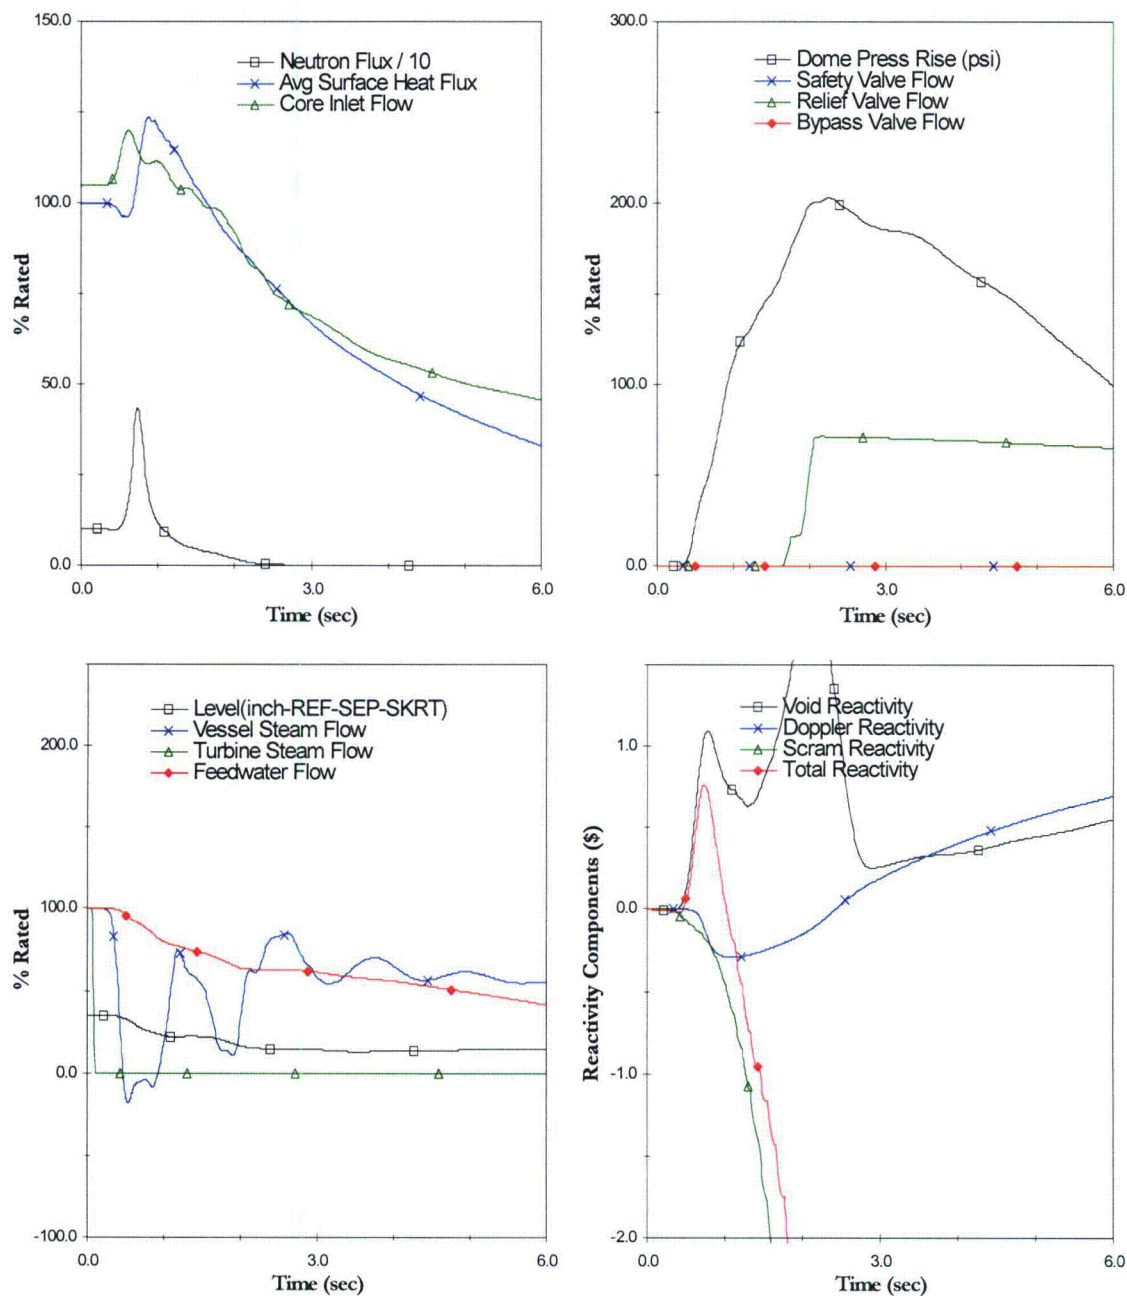 150.0
Neutron Flux / 10
Avg Surface Heat Flux
Core Inlet Flow
100.0
% Rated
50.0
0.0
0.0
3.0
6.0
Time (sec)
300.0
Dome Press Rise (psi)
Safety Valve Flow
Relief Valve Flow
Bypass Valve Flow
200.0
% Rated
100.0
0.0
0.0
3.0
6.0
Time (sec)
Level(inch-REF-SEP-SKRT)
Vessel Steam Flow
Turbine Steam Flow
Feedwater Flow
200.0
100.0
% Rated
0.0
-100.0
0.0
3.0
6.0
Time (sec)
Void Reactivity
Doppler Reactivity
Scram Reactivity
Total Reactivity
1.0
Reactivity Components ($)
0.0
-1.0
-2.0
0.0
3.0
6.0
Time (sec)